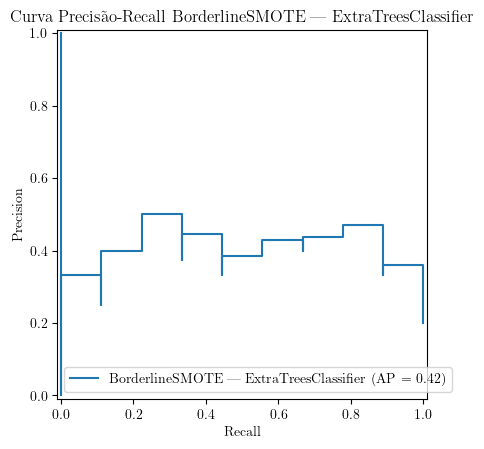 Curva Precisão-Recall BorderlineSMOTE — ExtraTreesClassifier
1.0
0.8
0.6
0.4
0.2
0.0
Precision
BorderlineSMOTE — ExtraTreesClassifier (AP = 0.42)
0.0 0.2 0.4 0.6 0.8 1.0
Recall